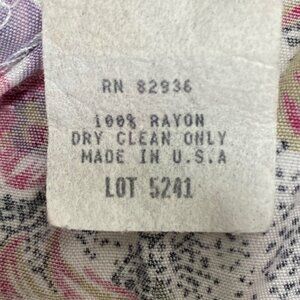 RN 82936
100% RAYON
DRY CLEAN ONLY
MADE IN U.S.A
LOT 5241